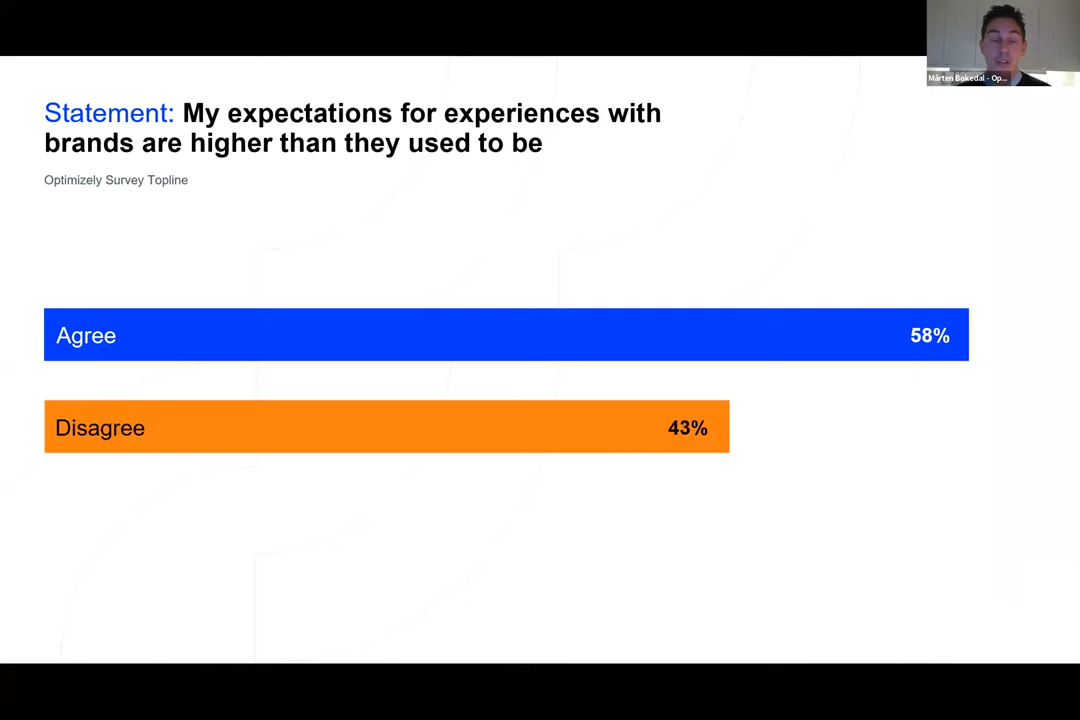 Mårten Bokedal - Op...
Statement: My expectations for experiences with
brands are higher than they used to be
Optimizely Survey Topline
Agree 58%
Disagree 43%